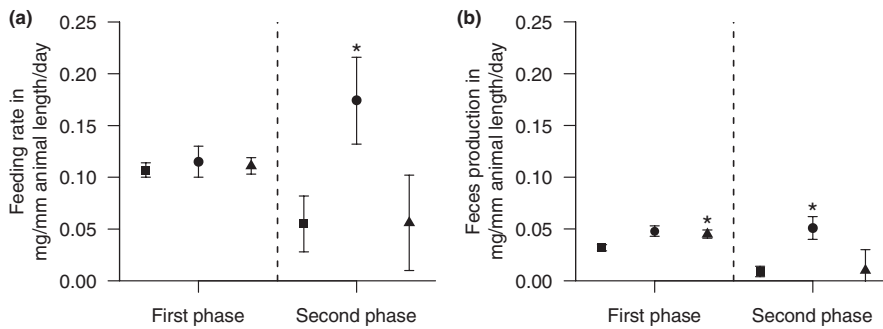 (a)
Feeding rate in
mg/mm animal length/day
0.25
0.20
0.15
0.10
0.05
0.00
*
First phase
Second phase
(b)
Feces production in
mg/mm animal length/day
0.25
0.20
0.15
0.10
0.05
0.00
*
*
First phase
Second phase